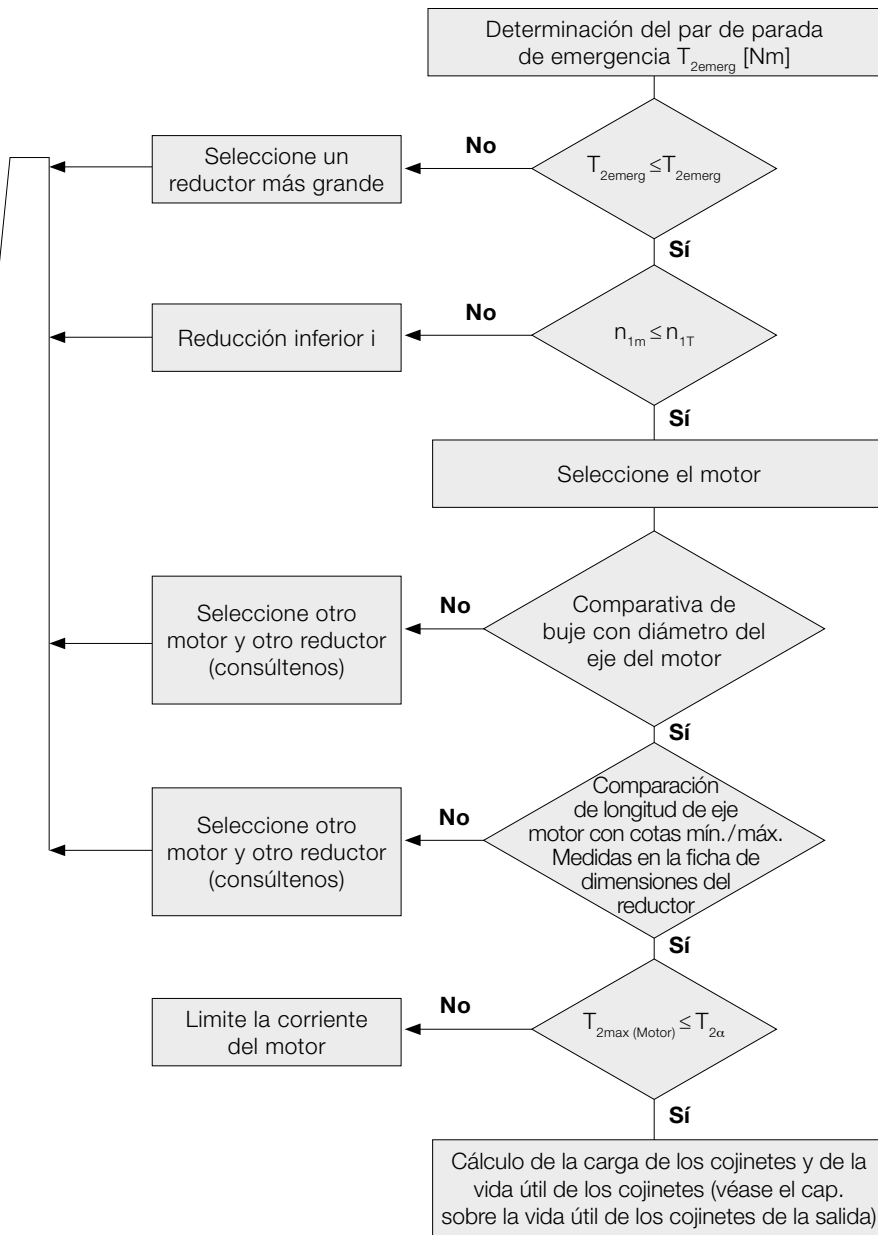 Determinación del par de parada
de emergencia T2emerg [Nm]
No
Seleccione un
reductor más grande
T2emerg ≤ T2emerg
Sí
No
Reducción inferior i
n1m ≤ n1T
Sí
Seleccione el motor
No
Seleccione otro
motor y otro reductor
(consúltenos)
Comparativa de
buje con diámetro del
eje del motor
Sí
No
Seleccione otro
motor y otro reductor
(consúltenos)
Comparación
de longitud de eje
motor con cotas mín./máx.
Medidas en la ficha de
dimensiones del
reductor
Sí
No
Limite la corriente
del motor
T2max (Motor) ≤ T2α
Sí
Cálculo de la carga de los cojinetes y de la
vida útil de los cojinetes (véase el cap.
sobre la vida útil de los cojinetes de la salida)